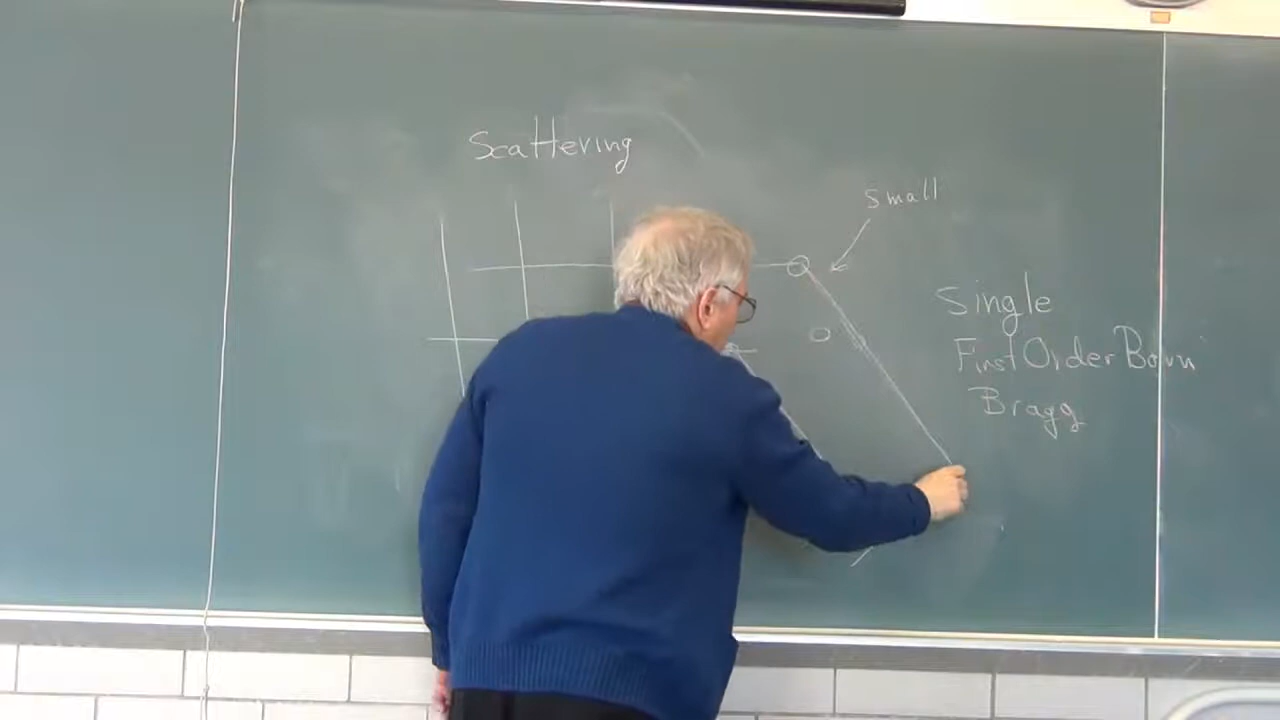 Scattering
small
Single
First Order Born
Bragg